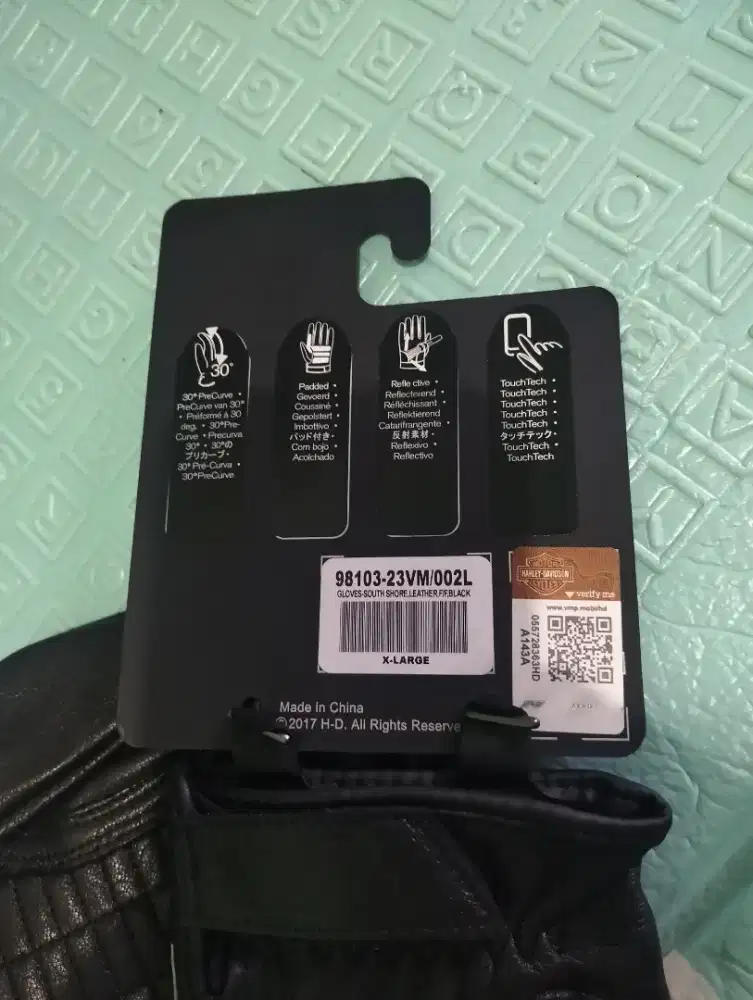 30°
30° PreCurve •
PreCurve van 30°
• Préformé à 30
deg. • 30°Pre-
Curve • Precurva
30° • 30°の
プリカーブ •
30° Pré-Curva •
30° PreCurve
Padded •
Gevoerd •
Coussiné •
Gepolstert •
Imbottivo •
パッド付き •
Com bojo •
Acolchado
Refle ctive •
Reflecterend •
Réfléchissant •
Reflektierend •
Catarifrangente •
反射素材 •
Reflexivo •
Reflectivo
TouchTech •
TouchTech •
TouchTech •
TouchTech •
TouchTech •
タッチテック •
TouchTech •
TouchTech
98103-23VM/002L
GLOVES-SOUTH SHORE,LEATHER,F/F,BLACK
X-LARGE
HARLEY-DAVIDSON
verify me
055728363HD
A143A
Made in China
© 2017 H-D. All Rights Reserve